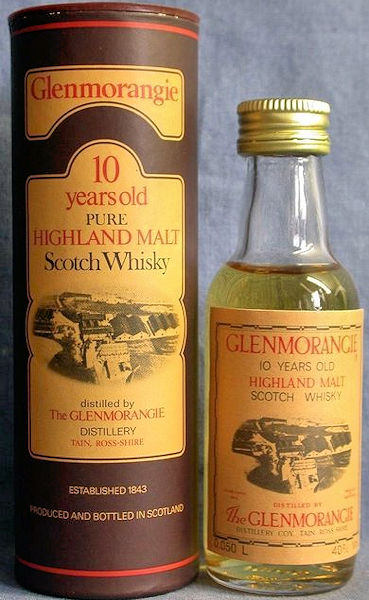 Glenmorangie
10
years old
PURE
HIGHLAND MALT
Scotch Whisky
distilled by
The GLENMORANGIE
DISTILLERY
TAIN, ROSS-SHIRE
ESTABLISHED 1843
PRODUCED AND BOTTLED IN SCOTLAND
GLENMORANGIE
10 YEARS OLD
HIGHLAND MALT
SCOTCH WHISKY
DISTILLED BY
The GLENMORANGIE
DISTILLERY COY. TAIN, ROSS-SHIRE
0.050 L 40%